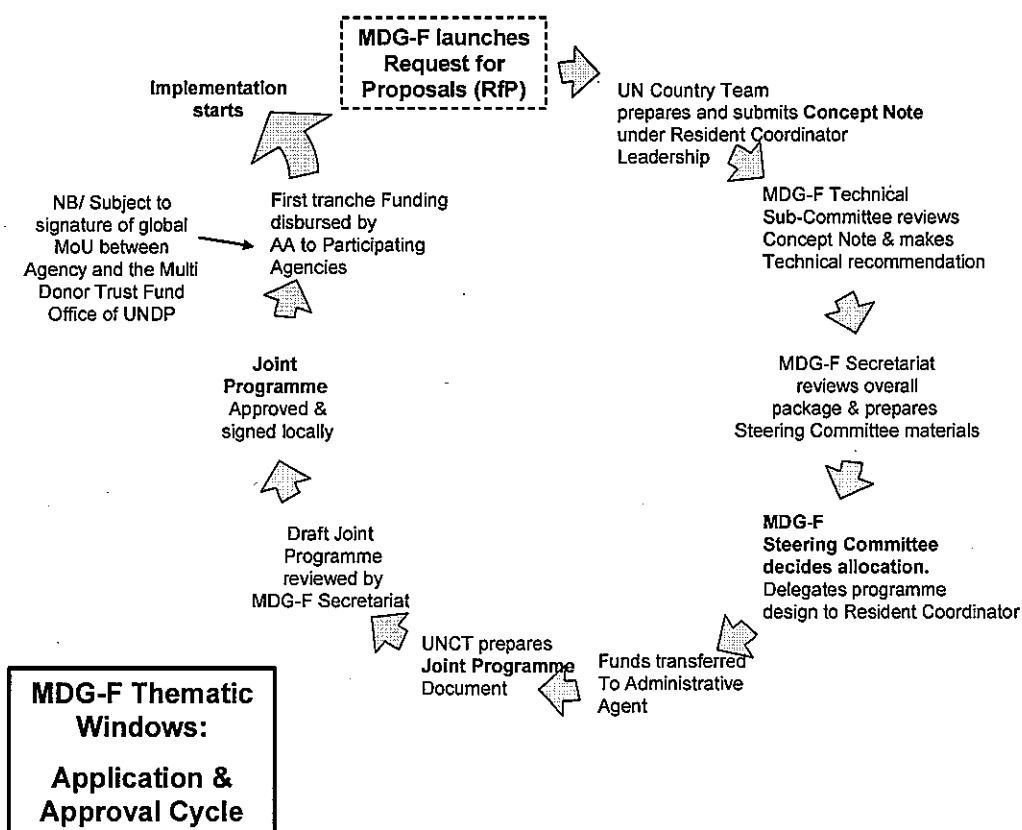 MDG-F launches
Request for
Proposals (RfP)
UN Country Team
prepares and submits Concept Note
under Resident Coordinator
Leadership
MDG-F Technical
Sub-Committee reviews
Concept Note & makes
Technical recommendation
MDG-F Secretariat
reviews overall
package & prepares
Steering Committee materials
MDG-F
Steering Committee
decides allocation.
Delegates programme
design to Resident Coordinator
Funds transferred
To Administrative
Agent
UNCT prepares
Joint Programme
Document
Draft Joint
Programme
reviewed by
MDG-F Secretariat
Joint
Programme
Approved &
signed locally
First tranche Funding
disbursed by
AA to Participating
Agencies
NB/ Subject to
signature of global
MoU between
Agency and the Multi
Donor Trust Fund
Office of UNDP
Implementation
starts
MDG-F Thematic
Windows:
Application &
Approval Cycle